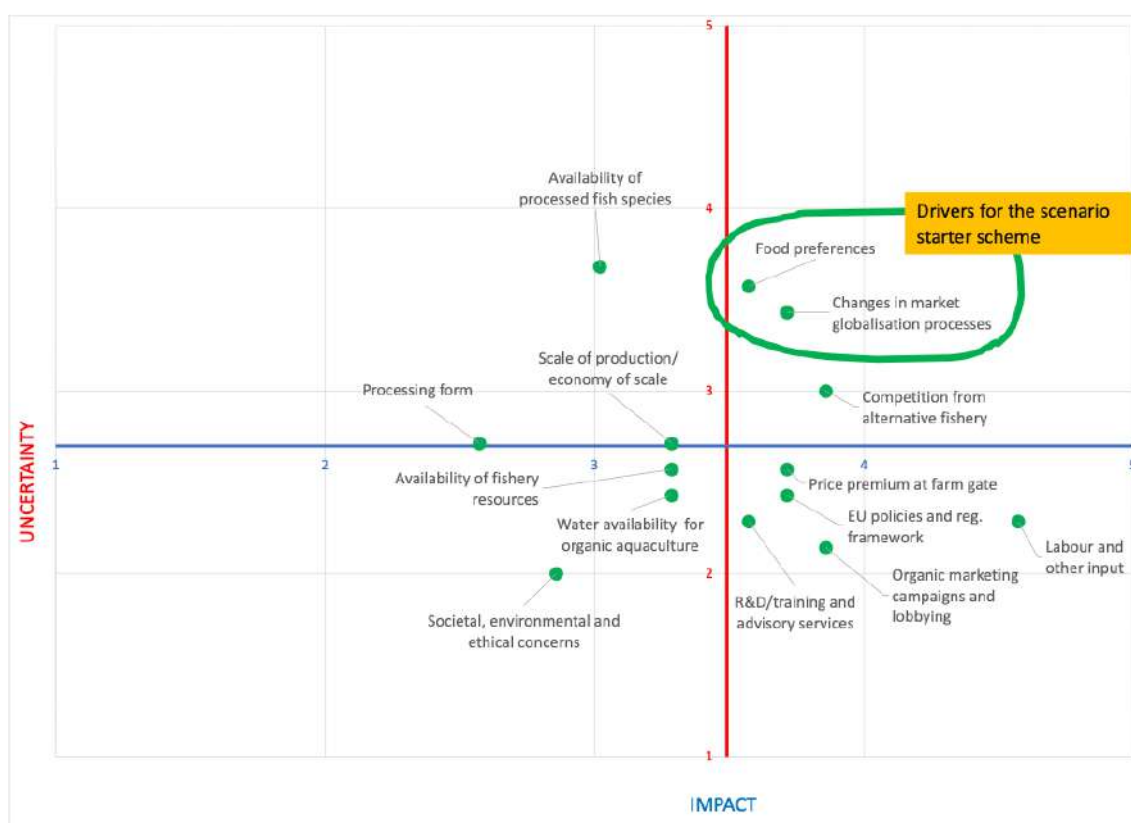 5
Availability of
processed fish species
4
Drivers for the scenario
starter scheme
Food preferences
Changes in market
globalisation processes
Scale of production/
economy of scale
Processing form
3
Competition from
alternative fishery
UNCERTAINTY
1
2
3
4
5
Availability of fishery
resources
Price premium at farm gate
Water availability for
organic aquaculture
EU policies and reg.
framework
Labour and
other input
2
Organic marketing
campaigns and
lobbying
R&D/training and
advisory services
Societal, environmental and
ethical concerns
1
IMPACT